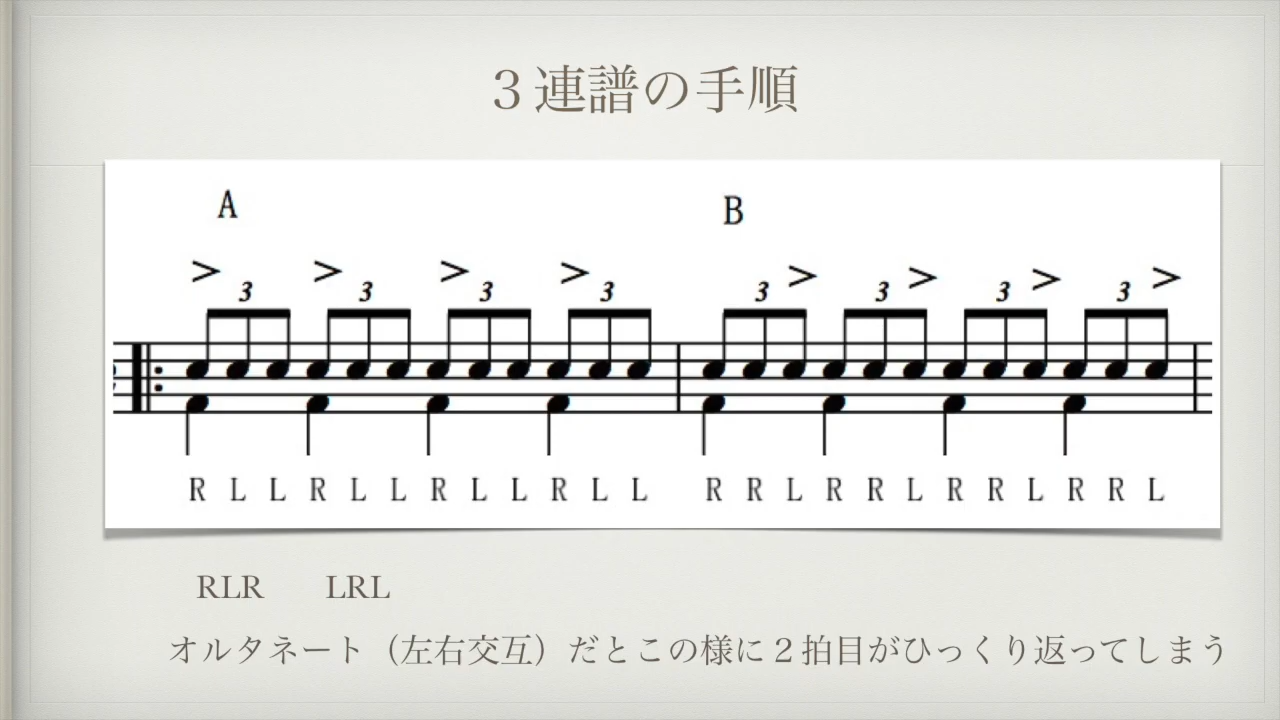 ３連譜の手順
A B
> 3 > 3 > 3 > 3 3 > 3 > 3 > 3 >
R L L R L L R L L R L L R R L R R L R R L R R L
RLR LRL
オルタネート（左右交互）だとこの様に２拍目がひっくり返ってしまう